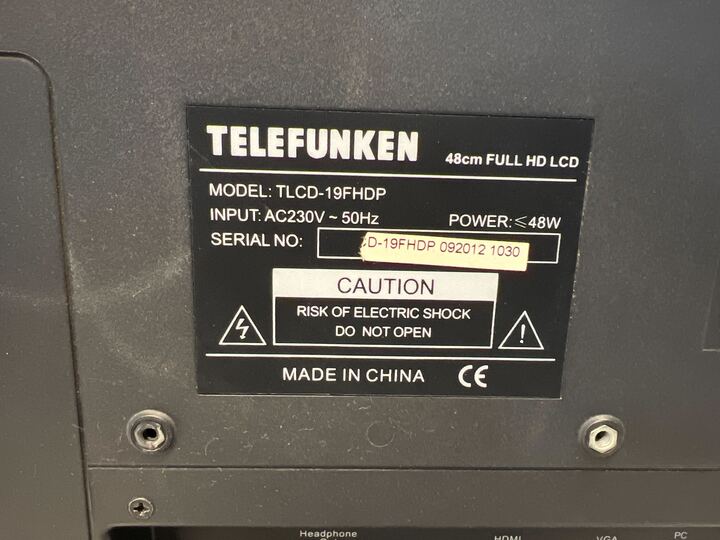 TELEFUNKEN 48cm FULL HD LCD
MODEL: TLCD-19FHDP
INPUT: AC230V ~ 50Hz POWER: ≤48W
SERIAL NO: CD-19FHDP 092012 1030
CAUTION
RISK OF ELECTRIC SHOCK
DO NOT OPEN
MADE IN CHINA CE
Headphone HDMI VGA PC